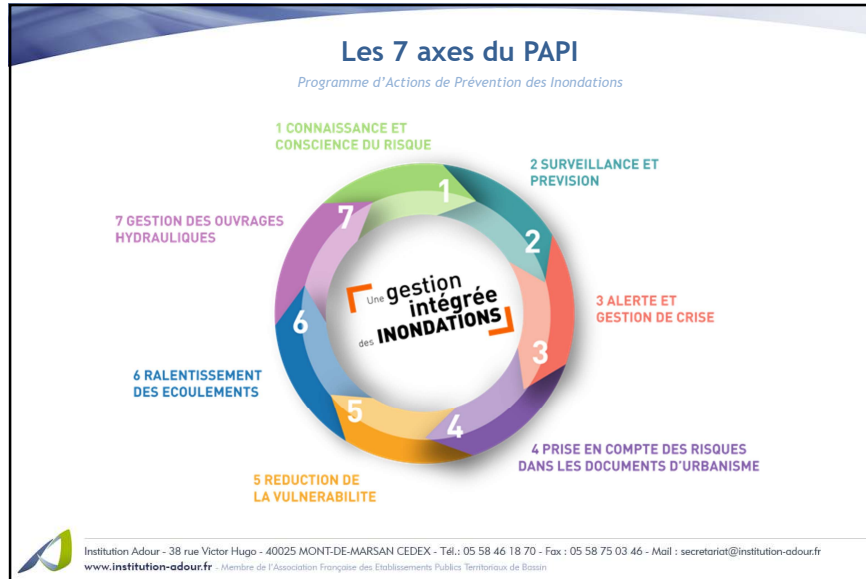 Les 7 axes du PAPI
Programme d'Actions de Prévention des Inondations
1 CONNAISSANCE ET
CONSCIENCE DU RISQUE
2 SURVEILLANCE ET
PREVISION
3 ALERTE ET
GESTION DE CRISE
4 PRISE EN COMPTE DES RISQUES
DANS LES DOCUMENTS D'URBANISME
5 REDUCTION DE
LA VULNERABILITE
6 RALENTISSEMENT
DES ECOULEMENTS
7 GESTION DES OUVRAGES
HYDRAULIQUES
1
2
3
4
5
6
7
Une gestion
intégrée
des INONDATIONS
Institution Adour - 38 rue Victor Hugo - 40025 MONT-DE-MARSAN CEDEX - Tél.: 05 58 46 18 70 - Fax : 05 58 75 03 46 - Mail : secretariat@institution-adour.fr
www.institution-adour.fr - Membre de l'Association Française des Etablissements Publics Territoriaux de Bassin